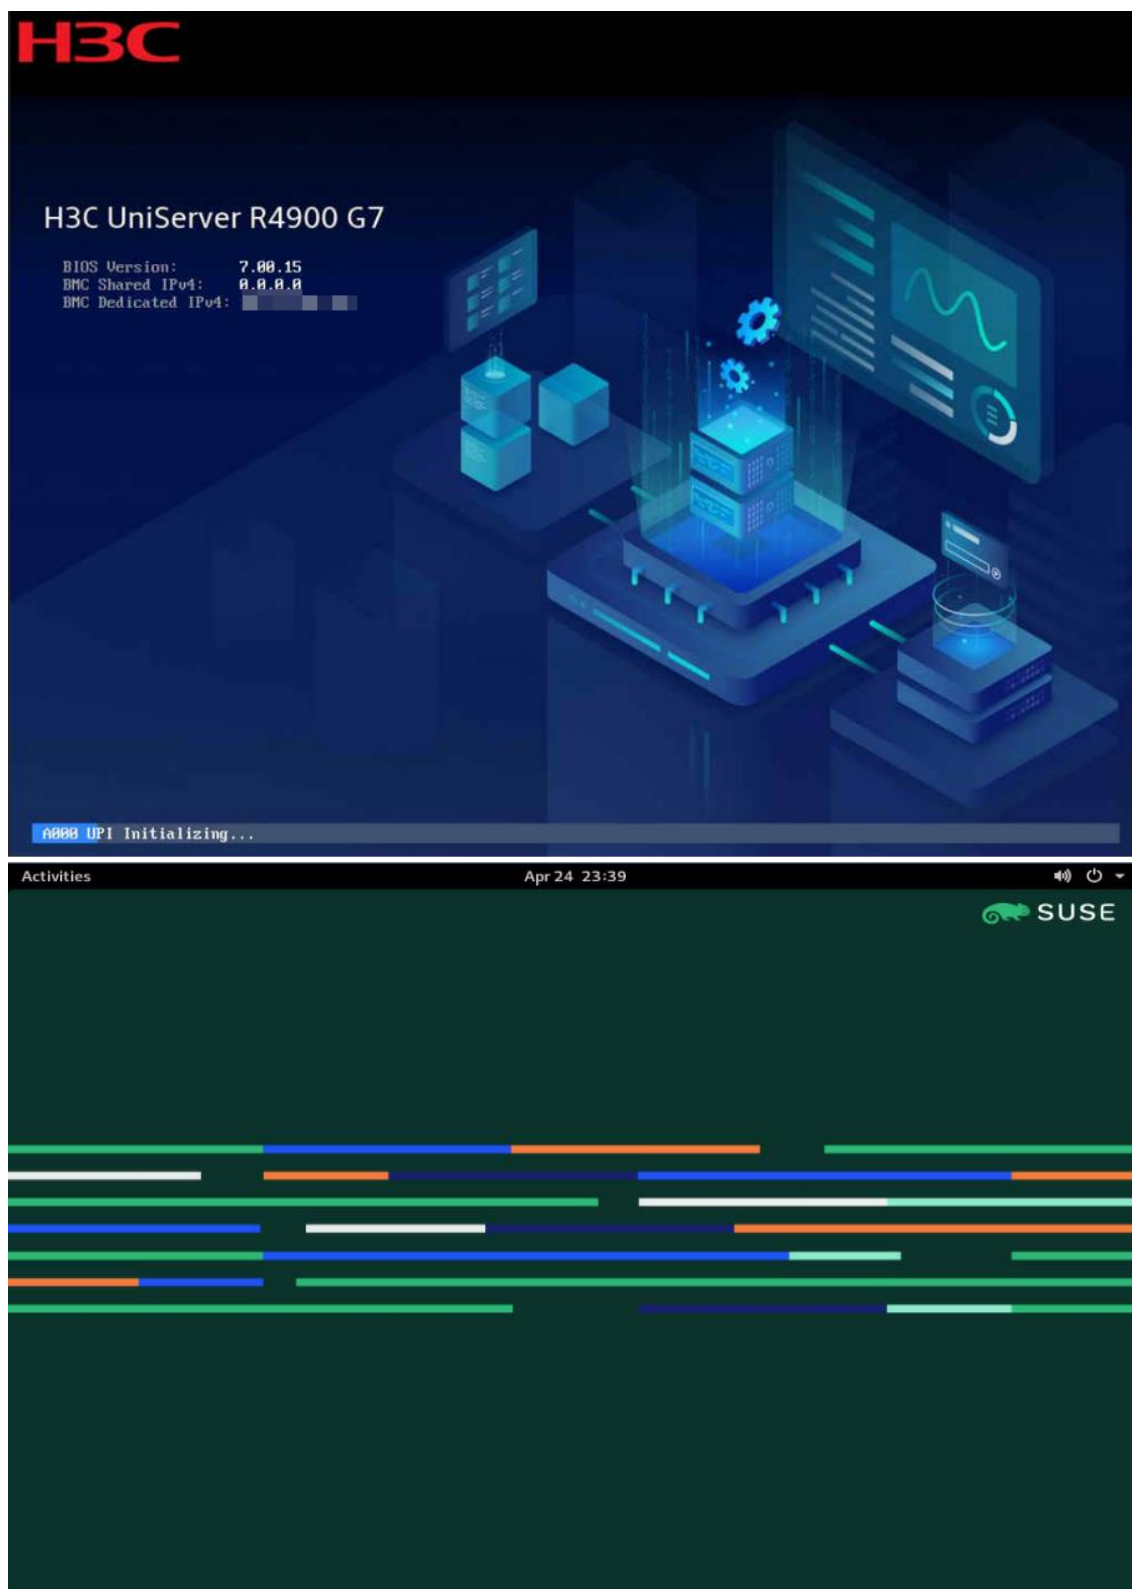 H3C
H3C UniServer R4900 G7
BIOS Version: 7.00.15
BMC Shared IPv4: 0.0.0.0
BMC Dedicated IPv4:
A000 UPI Initializing...
Activities Apr 24 23:39
SUSE